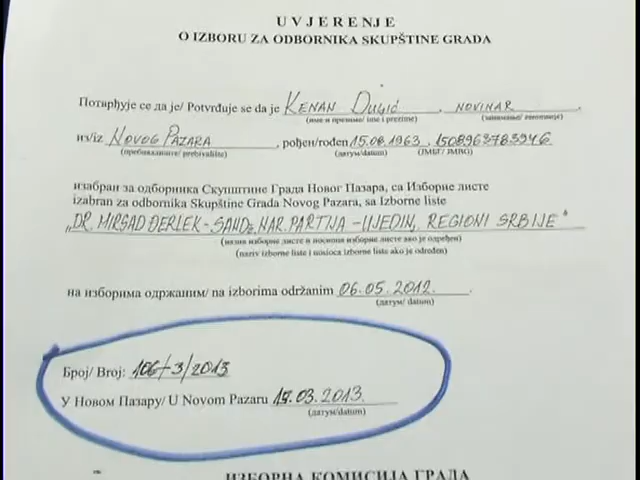 UVJERENJE
O IZBORU ZA ODBORNIKA SKUPŠTINE GRADA
Потврђује се да је/ Potvrđuje se da je KENAN Dujić, NOVINAR.
(име и презиме/ ime i prezime) (занимање/ zanimanje)
из/iz NOVOG PAZARA, рођен/rođen 15.08.1963, 1508963783946
(пребивалиште/ prebivalište) (датум/datum) (ЈМБГ/ JMBG)
изабран за одборника Скупштине Града Новог Пазара, са Изборне листе
izabran za odbornika Skupštine Grada Novog Pazara, sa Izborne liste
„DR. MIRSAD ĐERLEK-SANDŽ. NAR. PARTIJA-UJEDIN. REGIONI SRBIJE"
(назив изборне листе и носиоца изборне листе ако је одређен)
(naziv izborne liste i nosioca izborne liste ako je određen)
на изборима одржаним/ na izborima održanim 06.05.2012.
(датум/ datum)
Број/ Broj: 106-3/2013
У Новом Пазару/ U Novom Pazaru 15.03.2013.
(датум/datum)
ИЗБОРНА КОМИСИЈА ГРАДА